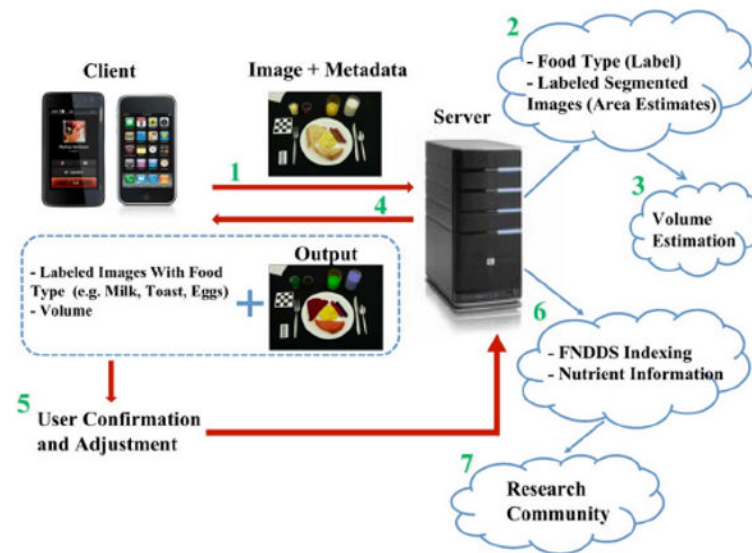 Client
Image + Metadata
1
4
Server
2
- Food Type (Label)
- Labeled Segmented
Images (Area Estimates)
3
Volume
Estimation
- Labeled Images With Food
Type (e.g. Milk, Toast, Eggs)
- Volume
+
Output
5
User Confirmation
and Adjustment
6
- FNDDS Indexing
- Nutrient Information
7
Research
Community